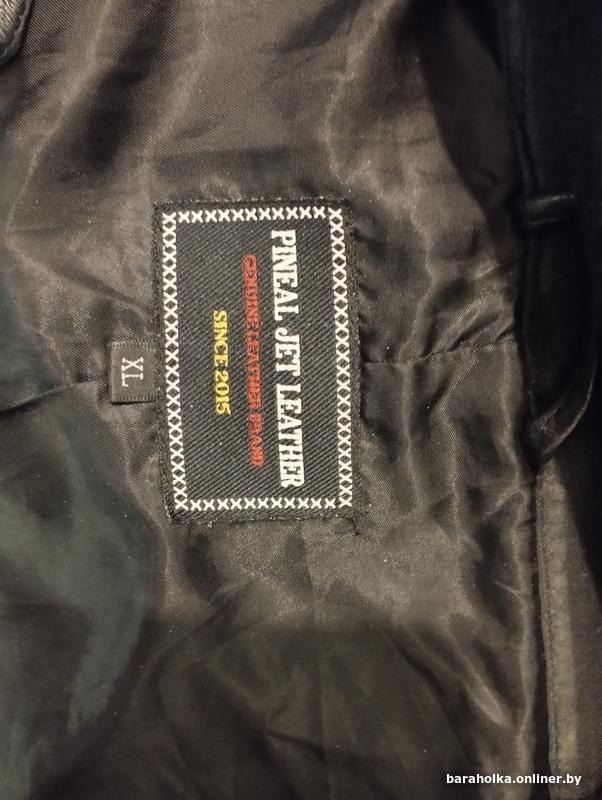 PINEAL JET LEATHER
GENUINE LEATHER BRAND
SINCE 2015
XL
baraholka.onliner.by